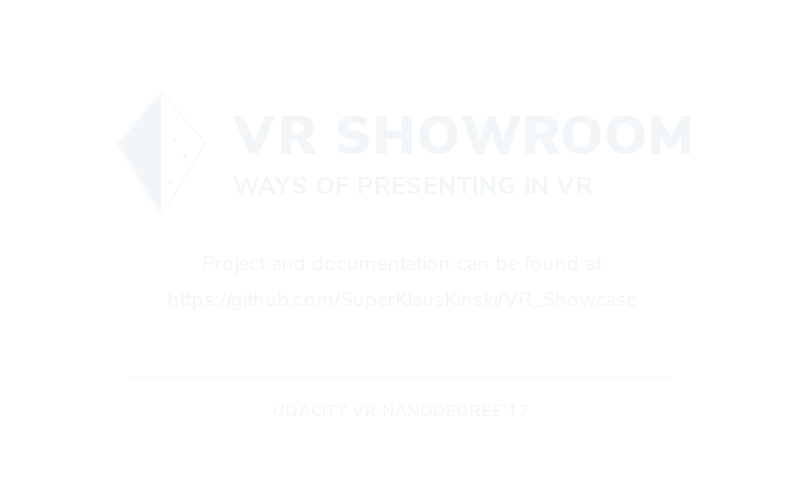 VR SHOWROOM
WAYS OF PRESENTING IN VR
Project and documentation can be found at
https://github.com/SuperKlausKinski/VR_Showcase
UDACITY VR NANODEGREE'17